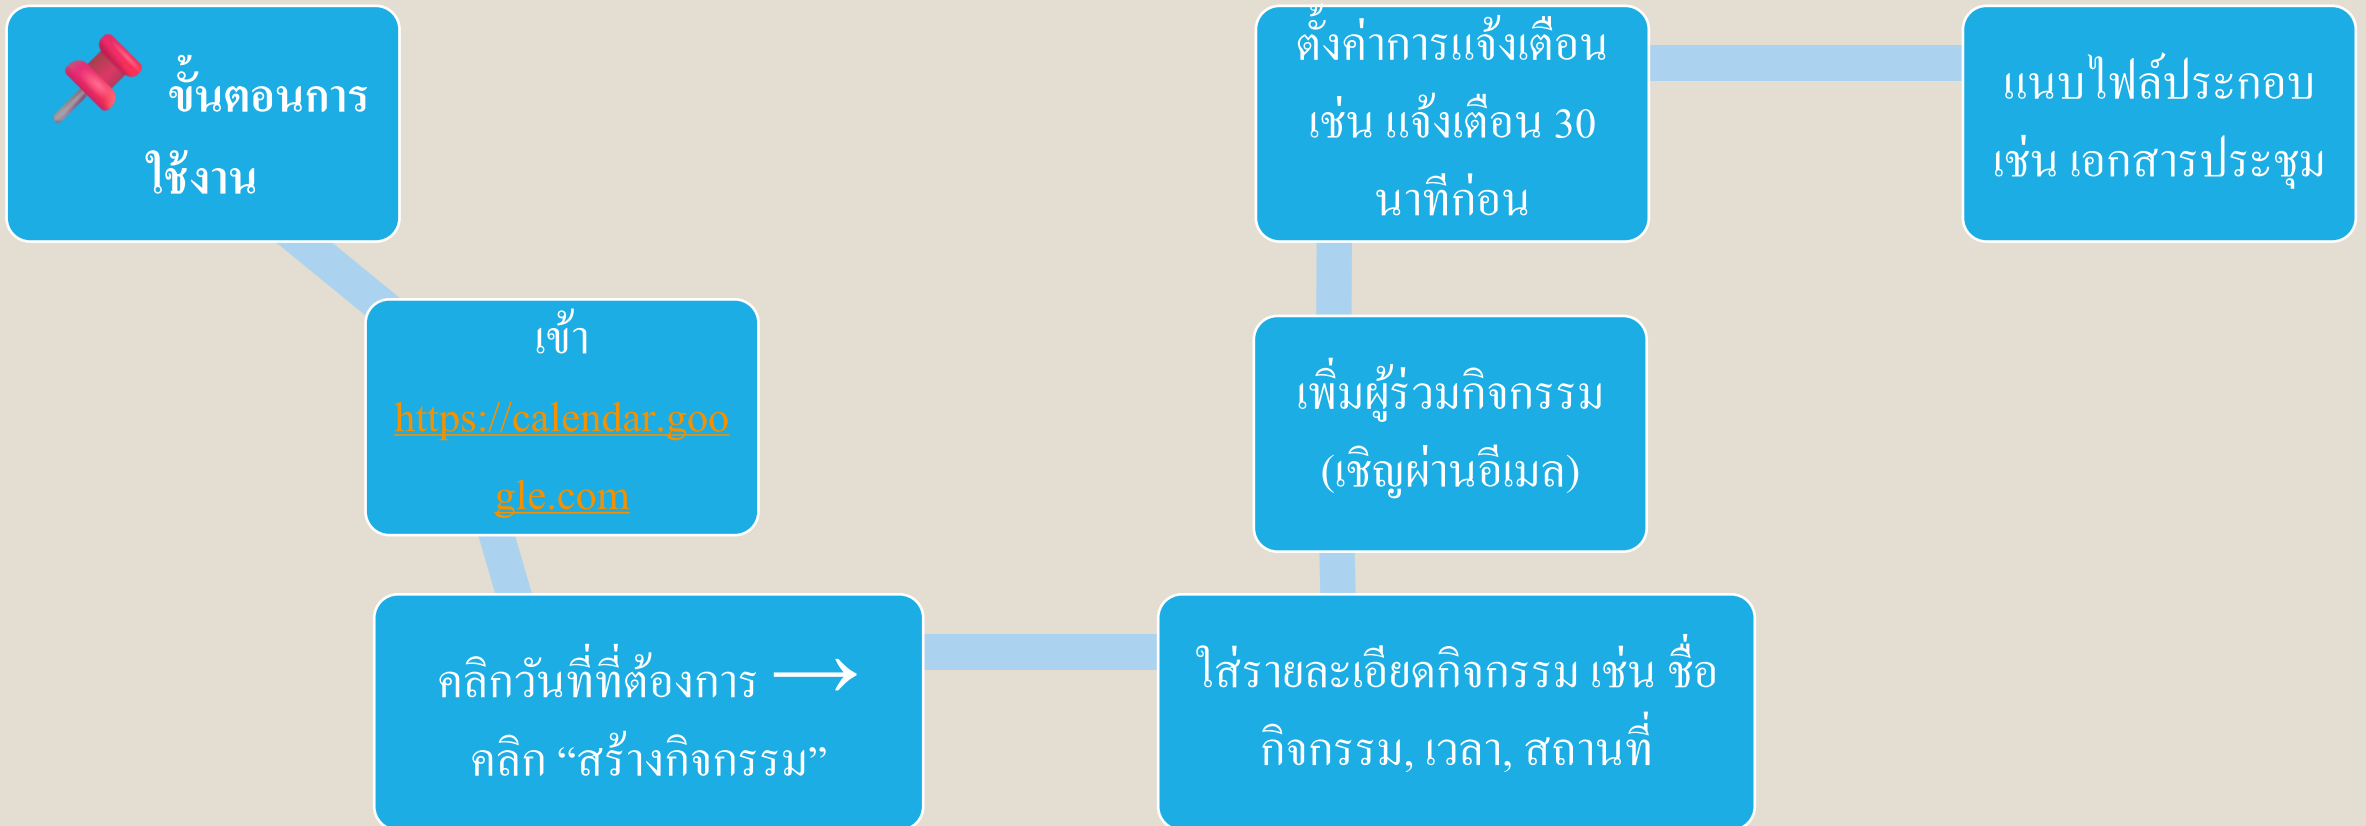 ขั้นตอนการ
ใช้งาน
เข้า
https://calendar.goo
gle.com
คลิกวันที่ที่ต้องการ →
คลิก “สร้างกิจกรรม”
ใส่รายละเอียดกิจกรรม เช่น ชื่อ
กิจกรรม, เวลา, สถานที่
เพิ่มผู้ร่วมกิจกรรม
(เชิญผ่านอีเมล)
ตั้งค่าการแจ้งเตือน
เช่น แจ้งเตือน 30
นาทีก่อน
แนบไฟล์ประกอบ
เช่น เอกสารประชุม